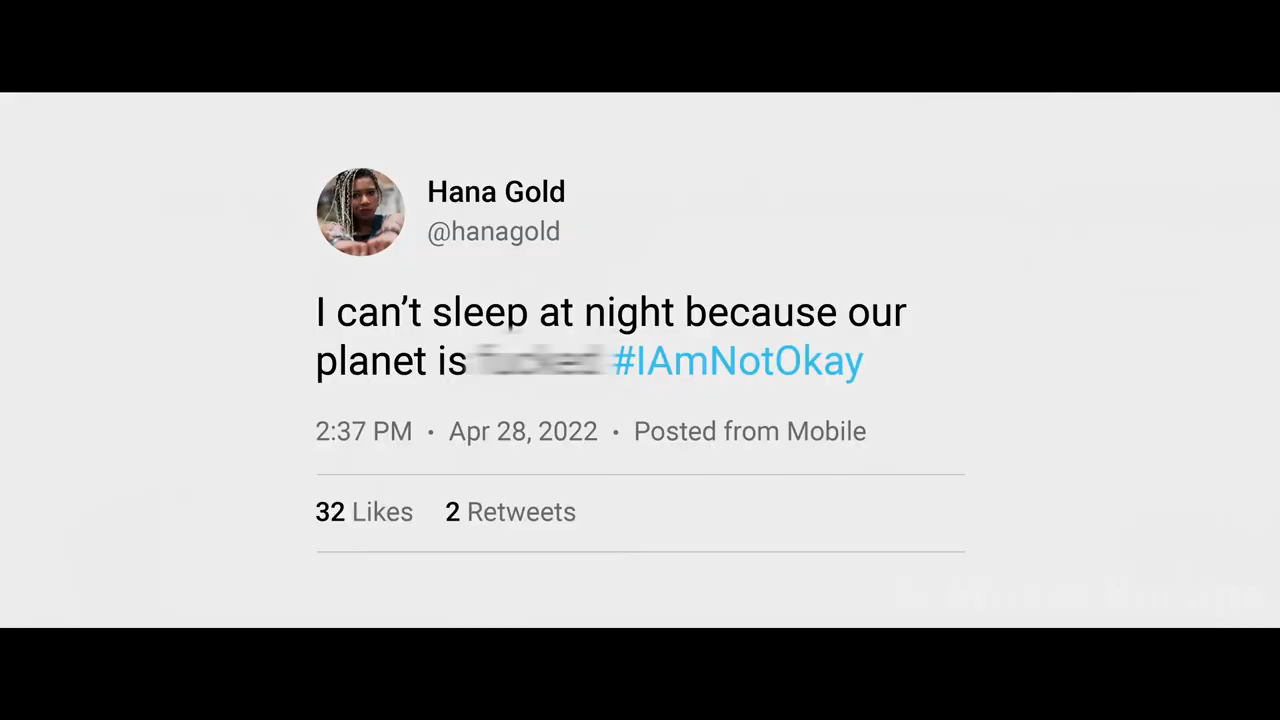 Hana Gold
@hanagold
I can’t sleep at night because our
planet is fucked #IAmNotOkay
2:37 PM · Apr 28, 2022 · Posted from Mobile
32 Likes 2 Retweets